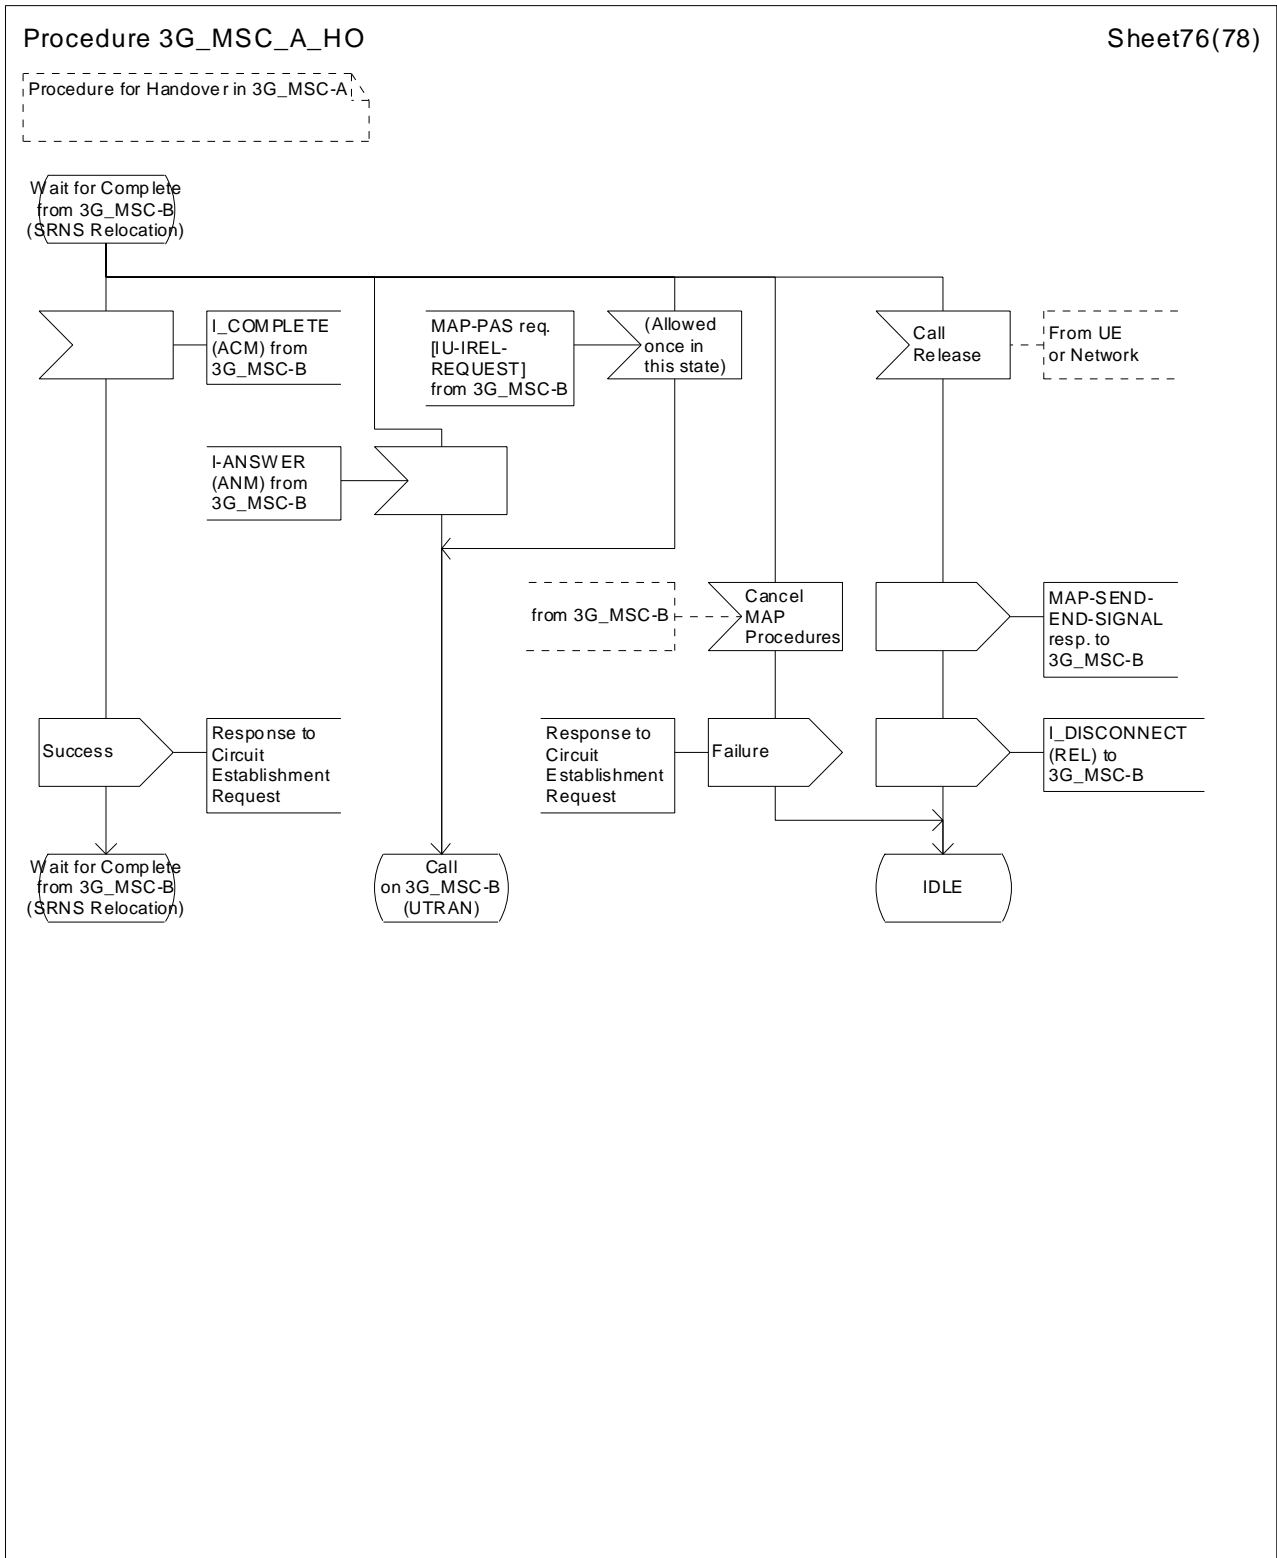 Procedure 3G_MSC_A_HO
Sheet76(78)
Procedure for Handover in 3G_MSC-A
Wait for Complete
from 3G_MSC-B
(SRNS Relocation)
I_COMPLETE
(ACM) from
3G_MSC-B
MAP-PAS req.
[IU-IREL-
REQUEST]
from 3G_MSC-B
(Allowed
once in
this state)
Call
Release
From UE
or Network
I-ANSWER
(ANM) from
3G_MSC-B
from 3G_MSC-B
Cancel
MAP
Procedures
MAP-SEND-
END-SIGNAL
resp. to
3G_MSC-B
Success
Response to
Circuit
Establishment
Request
Response to
Circuit
Establishment
Request
Failure
I_DISCONNECT
(REL) to
3G_MSC-B
Wait for Complete
from 3G_MSC-B
(SRNS Relocation)
Call
on 3G_MSC-B
(UTRAN)
IDLE